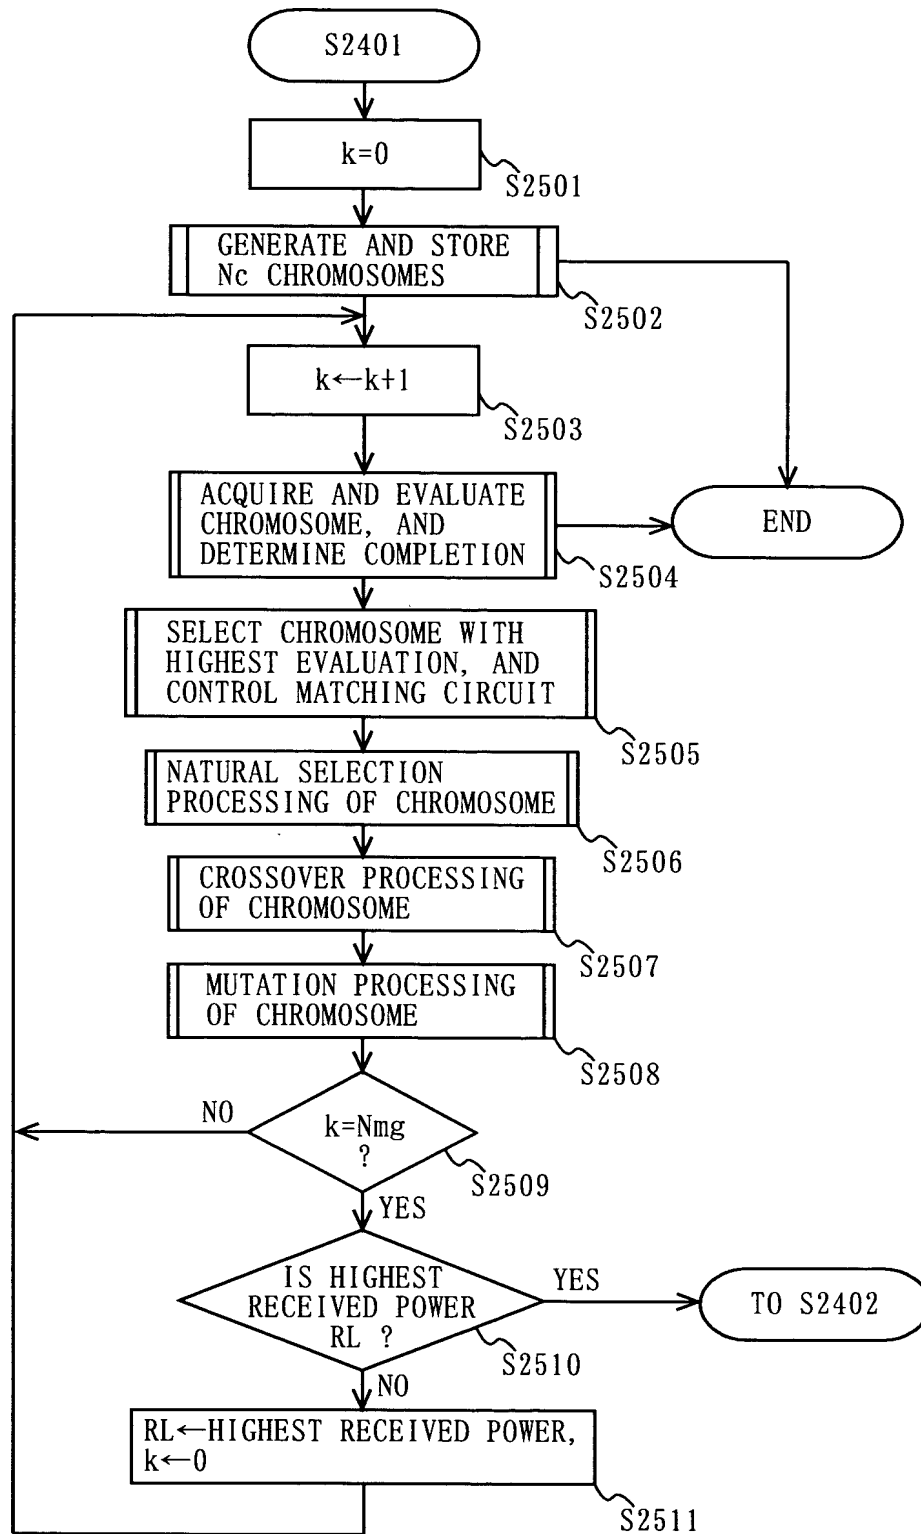 S2401
k=0
S2501
GENERATE AND STORE
Nc CHROMOSOMES
S2502
k←k+1
S2503
ACQUIRE AND EVALUATE
CHROMOSOME, AND
DETERMINE COMPLETION
S2504
END
SELECT CHROMOSOME WITH
HIGHEST EVALUATION, AND
CONTROL MATCHING CIRCUIT
S2505
NATURAL SELECTION
PROCESSING OF CHROMOSOME
S2506
CROSSOVER PROCESSING
OF CHROMOSOME
S2507
MUTATION PROCESSING
OF CHROMOSOME
S2508
NO
k=Nmg
?
S2509
YES
IS HIGHEST
RECEIVED POWER
RL ?
YES
TO S2402
S2510
NO
RL←HIGHEST RECEIVED POWER,
k←0
S2511